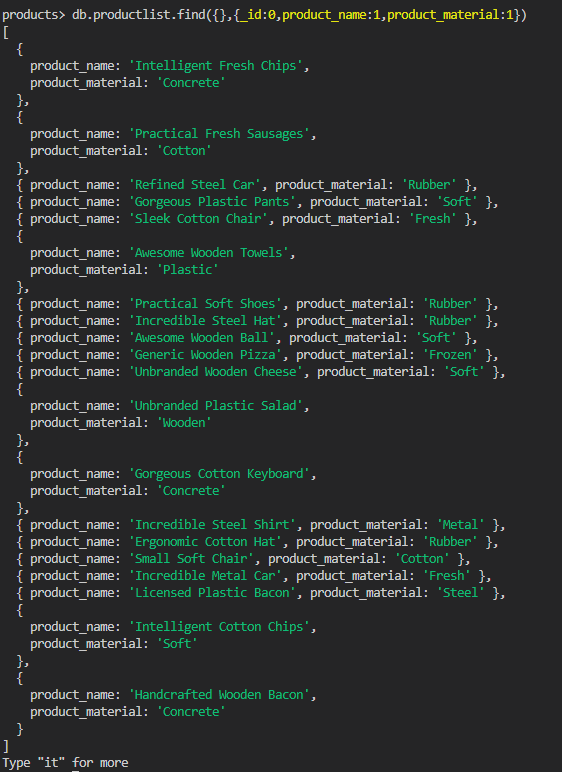 products> db.productlist.find({},{_id:0,product_name:1,product_material:1})
[
  {
    product_name: 'Intelligent Fresh Chips',
    product_material: 'Concrete'
  },
  {
    product_name: 'Practical Fresh Sausages',
    product_material: 'Cotton'
  },
  { product_name: 'Refined Steel Car', product_material: 'Rubber' },
  { product_name: 'Gorgeous Plastic Pants', product_material: 'Soft' },
  { product_name: 'Sleek Cotton Chair', product_material: 'Fresh' },
  {
    product_name: 'Awesome Wooden Towels',
    product_material: 'Plastic'
  },
  { product_name: 'Practical Soft Shoes', product_material: 'Rubber' },
  { product_name: 'Incredible Steel Hat', product_material: 'Rubber' },
  { product_name: 'Awesome Wooden Ball', product_material: 'Soft' },
  { product_name: 'Generic Wooden Pizza', product_material: 'Frozen' },
  { product_name: 'Unbranded Wooden Cheese', product_material: 'Soft' },
  {
    product_name: 'Unbranded Plastic Salad',
    product_material: 'Wooden'
  },
  {
    product_name: 'Gorgeous Cotton Keyboard',
    product_material: 'Concrete'
  },
  { product_name: 'Incredible Steel Shirt', product_material: 'Metal' },
  { product_name: 'Ergonomic Cotton Hat', product_material: 'Rubber' },
  { product_name: 'Small Soft Chair', product_material: 'Cotton' },
  { product_name: 'Incredible Metal Car', product_material: 'Fresh' },
  { product_name: 'Licensed Plastic Bacon', product_material: 'Steel' },
  {
    product_name: 'Intelligent Cotton Chips',
    product_material: 'Soft'
  },
  {
    product_name: 'Handcrafted Wooden Bacon',
    product_material: 'Concrete'
  }
]
Type "it" for more